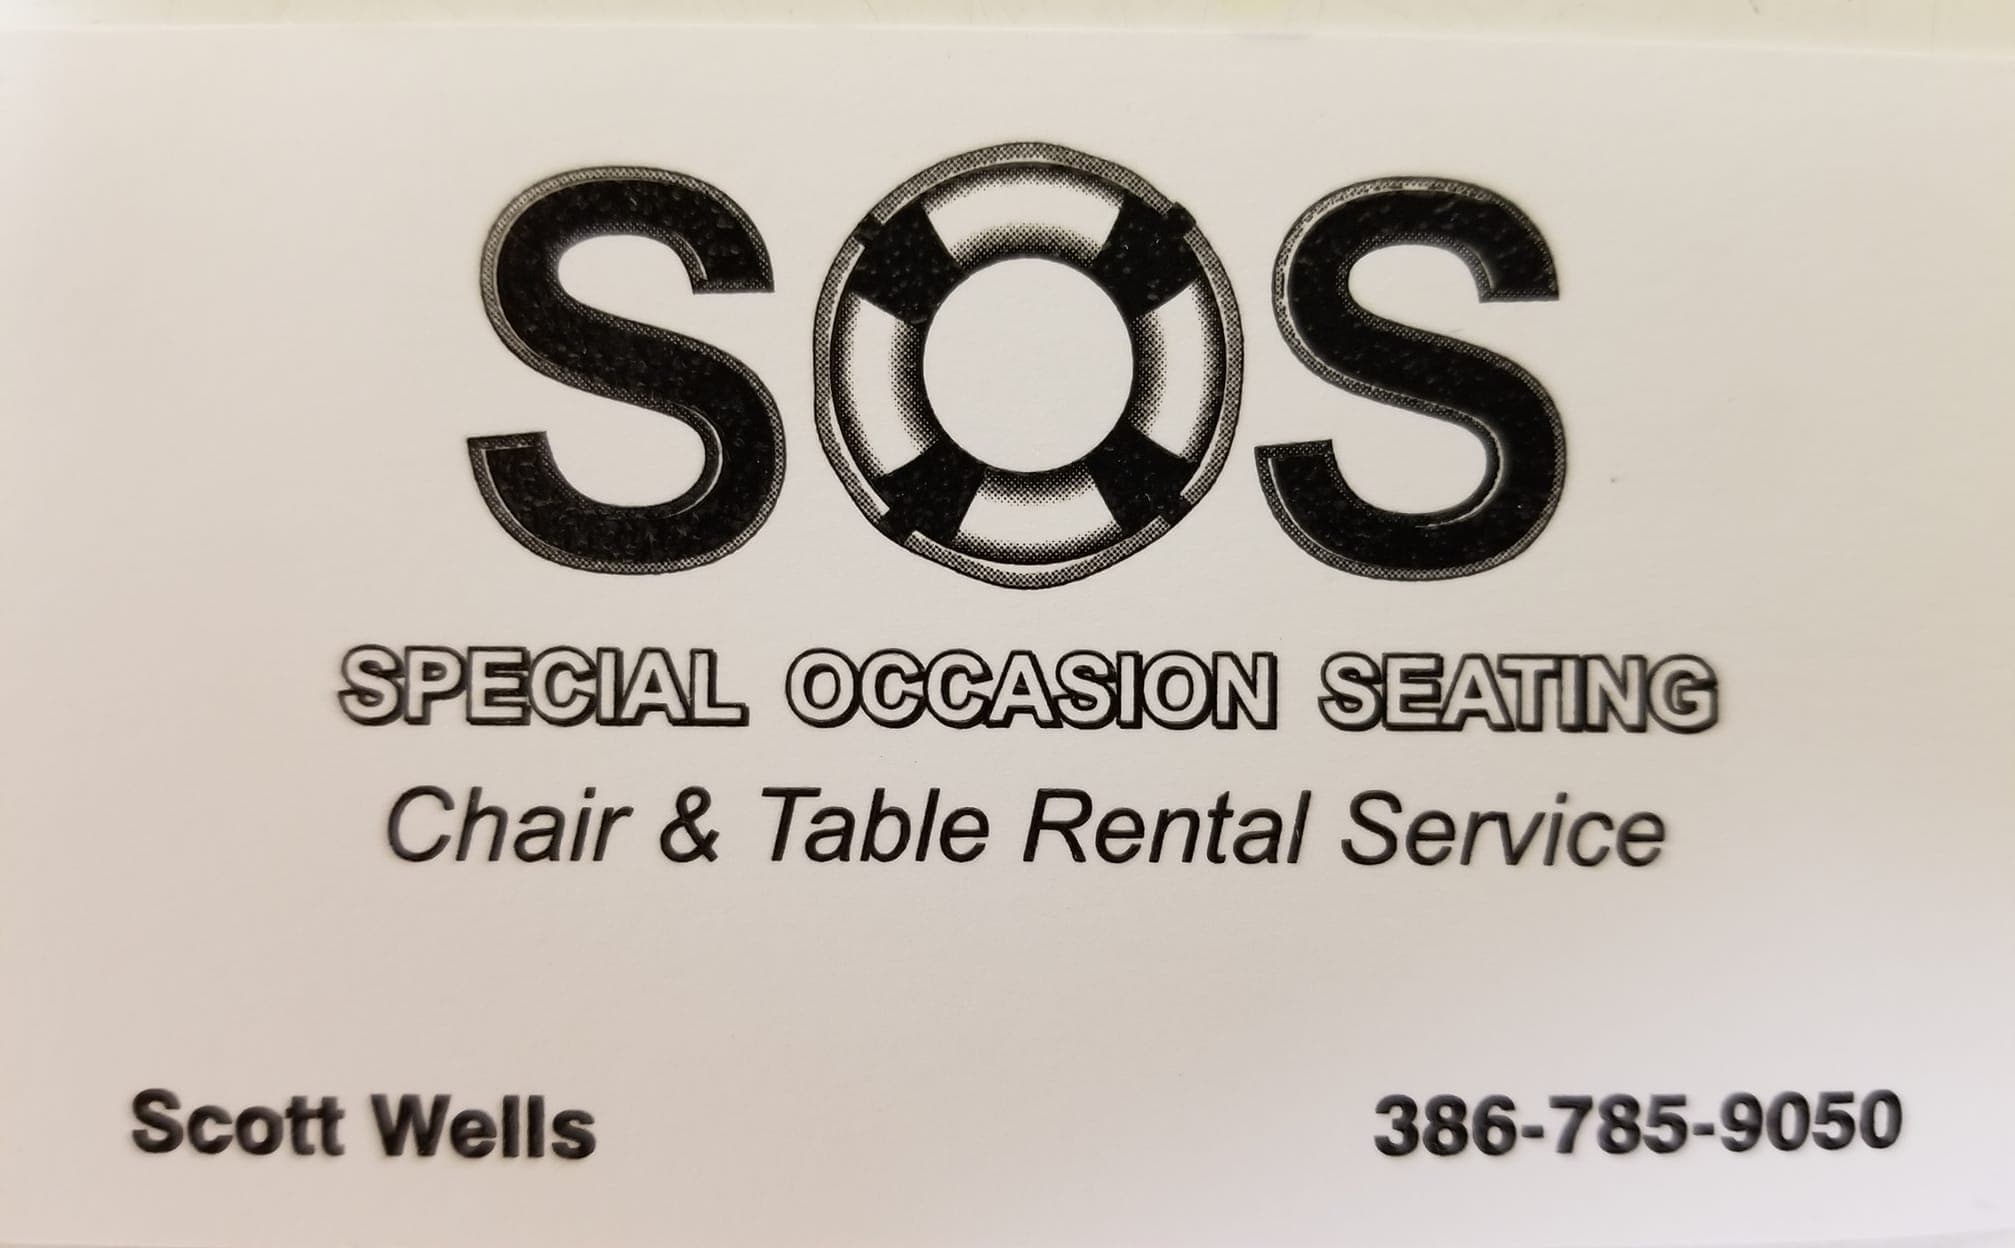 SOS
SPECIAL OCCASION SEATING
Chair & Table Rental Service
Scott Wells
386-785-9050